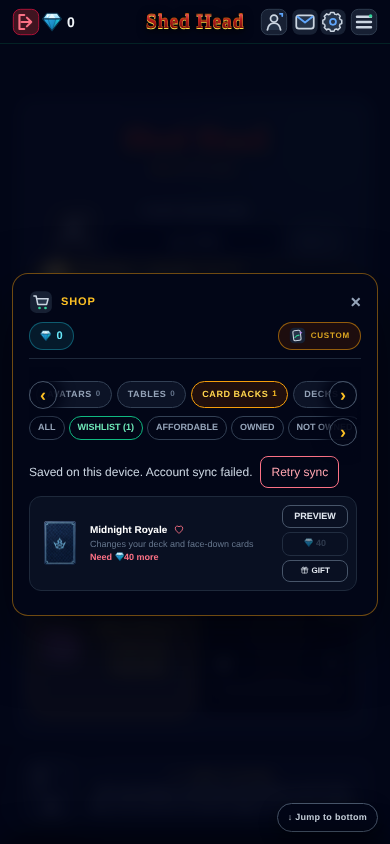 0
Shed Head
SHOP
×
0
CUSTOM
ATARS 0
TABLES 0
CARD BACKS 1
DECK
ALL
WISHLIST (1)
AFFORDABLE
OWNED
NOT OW
Saved on this device. Account sync failed.
Retry sync
Midnight Royale
Changes your deck and face-down cards
Need 💎40 more
PREVIEW
💎 40
GIFT
↓ Jump to bottom